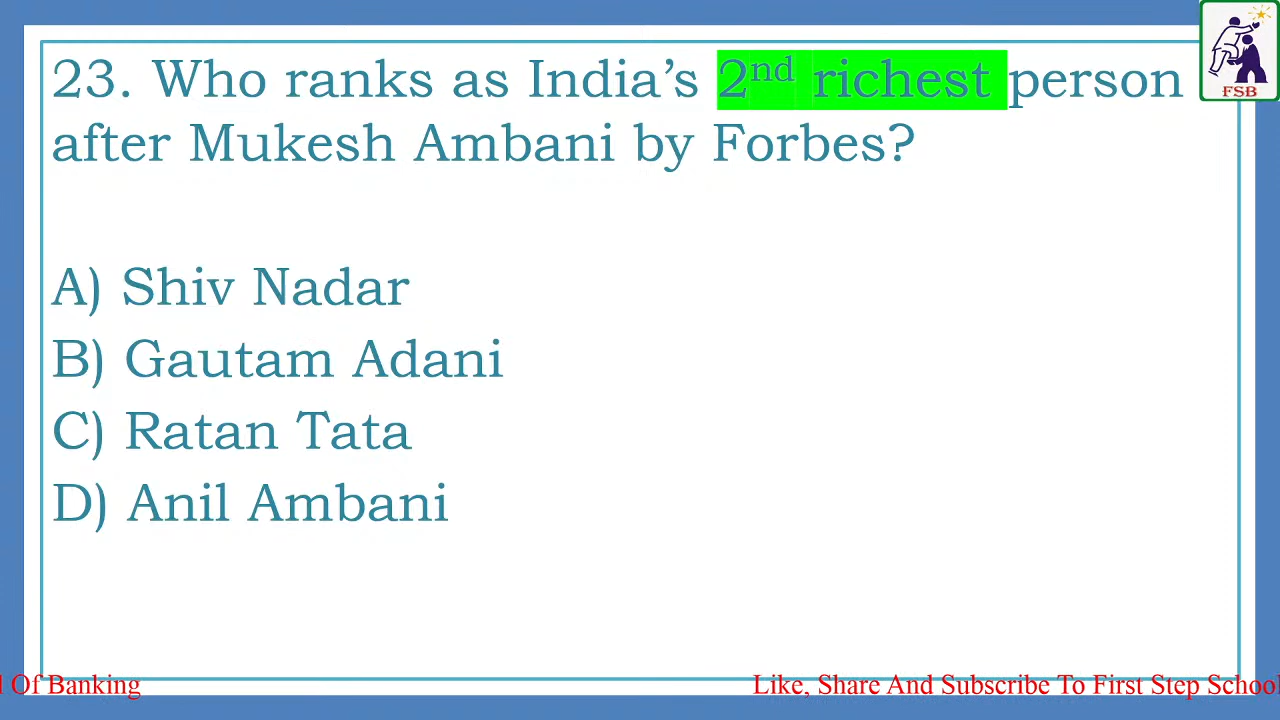 23. Who ranks as India’s 2nd richest person
after Mukesh Ambani by Forbes?
A) Shiv Nadar
B) Gautam Adani
C) Ratan Tata
D) Anil Ambani
FSB
Of Banking
Like, Share And Subscribe To First Step School